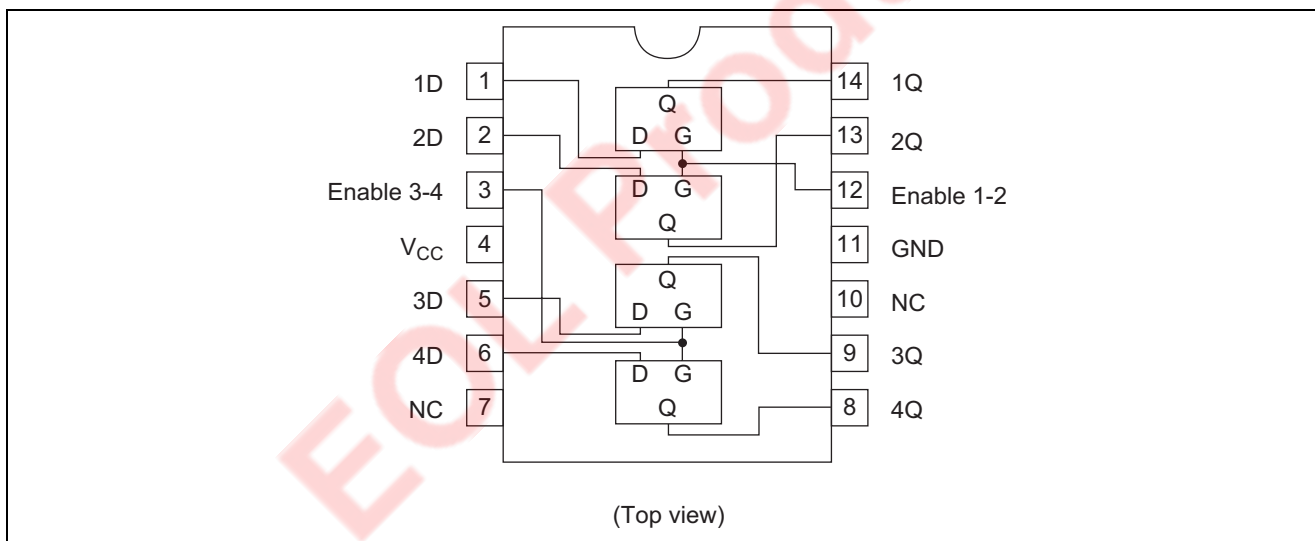 1D 1 14 1Q
2D 2 13 2Q
Enable 3-4 3 12 Enable 1-2
VCC 4 11 GND
3D 5 10 NC
4D 6 9 3Q
NC 7 8 4Q
Q
D G
D G
Q
Q
D G
D G
Q
(Top view)
EOL Prod